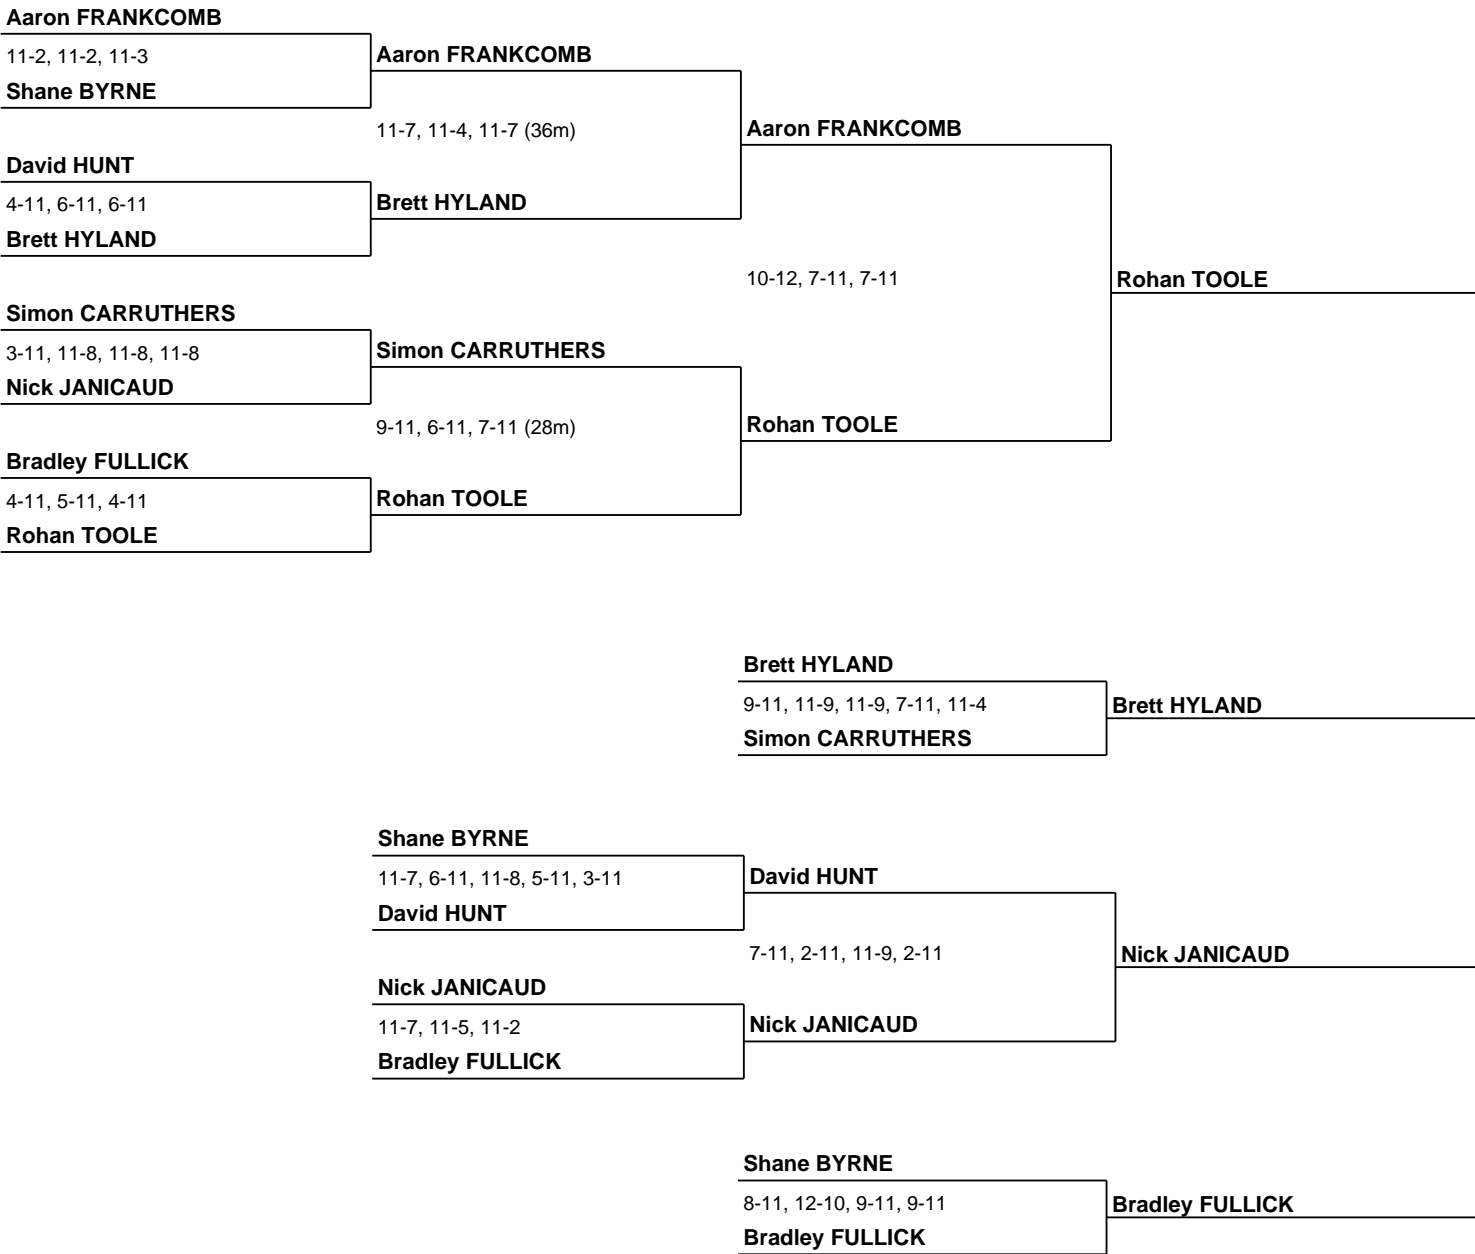 Aaron FRANKCOMB
11-2, 11-2, 11-3
Shane BYRNE
Aaron FRANKCOMB
11-7, 11-4, 11-7 (36m)
Aaron FRANKCOMB
David HUNT
4-11, 6-11, 6-11
Brett HYLAND
Brett HYLAND
10-12, 7-11, 7-11
Rohan TOOLE
Simon CARRUTHERS
3-11, 11-8, 11-8, 11-8
Nick JANICAUD
Simon CARRUTHERS
9-11, 6-11, 7-11 (28m)
Rohan TOOLE
Bradley FULLICK
4-11, 5-11, 4-11
Rohan TOOLE
Rohan TOOLE
Brett HYLAND
9-11, 11-9, 11-9, 7-11, 11-4
Simon CARRUTHERS
Brett HYLAND
Shane BYRNE
11-7, 6-11, 11-8, 5-11, 3-11
David HUNT
David HUNT
7-11, 2-11, 11-9, 2-11
Nick JANICAUD
Nick JANICAUD
11-7, 11-5, 11-2
Bradley FULLICK
Nick JANICAUD
Shane BYRNE
8-11, 12-10, 9-11, 9-11
Bradley FULLICK
Bradley FULLICK